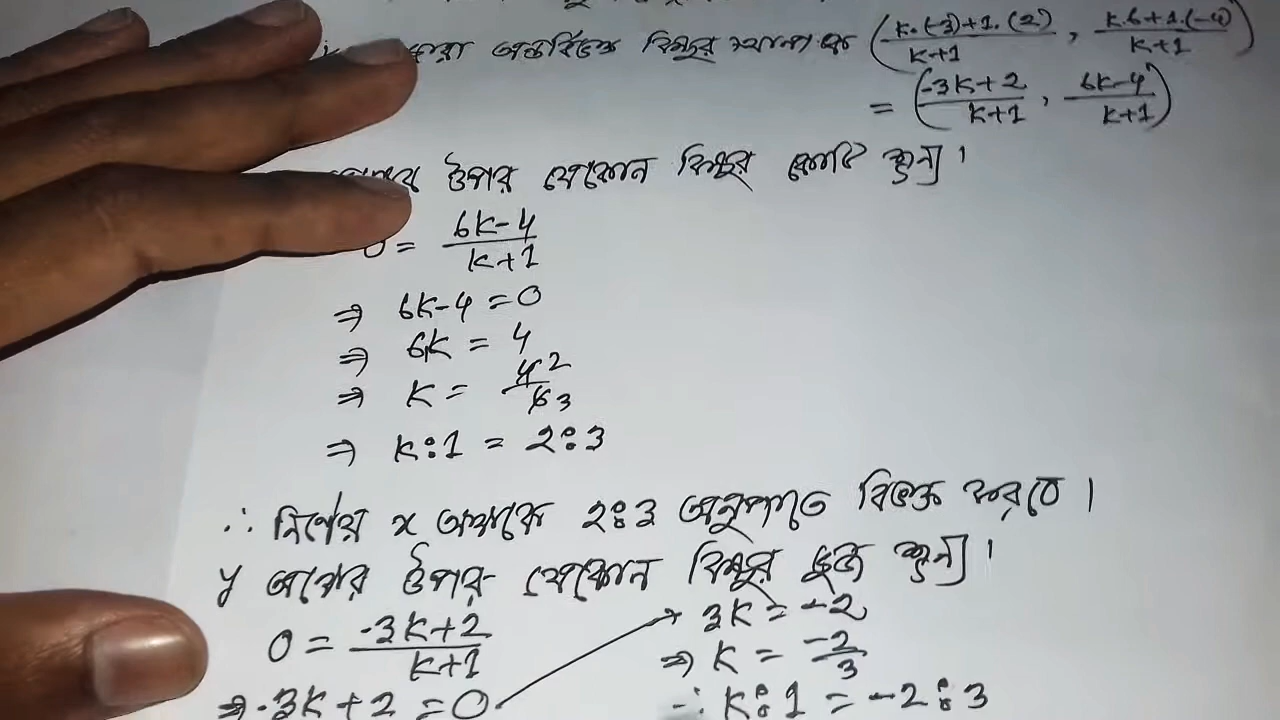 দ্বারা অন্তর্বিভক্ত বিন্দুর স্থানাঙ্ক (k.(-3)+1.(2)/k+1, k.6+1.(-4)/k+1)
= (-3k+2/k+1, 6k-4/k+1)
উপর যেকোন বিন্দুর কোটি শূন্য।
0 = 6k-4/k+1
⇒ 6k-4 = 0
⇒ 6k = 4
⇒ k = 4 2/6 3
⇒ k:1 = 2:3
∴ নির্ণেয় x অক্ষকে 2:3 অনুপাতে বিভক্ত করবে।
y অক্ষের উপর যেকোন বিন্দুর ভূজ শূন্য।
0 = -3k+2/k+1
⇒ -3k+2 = 0
→ 3k = -2
⇒ k = -2/3
∴ k:1 = -2:3